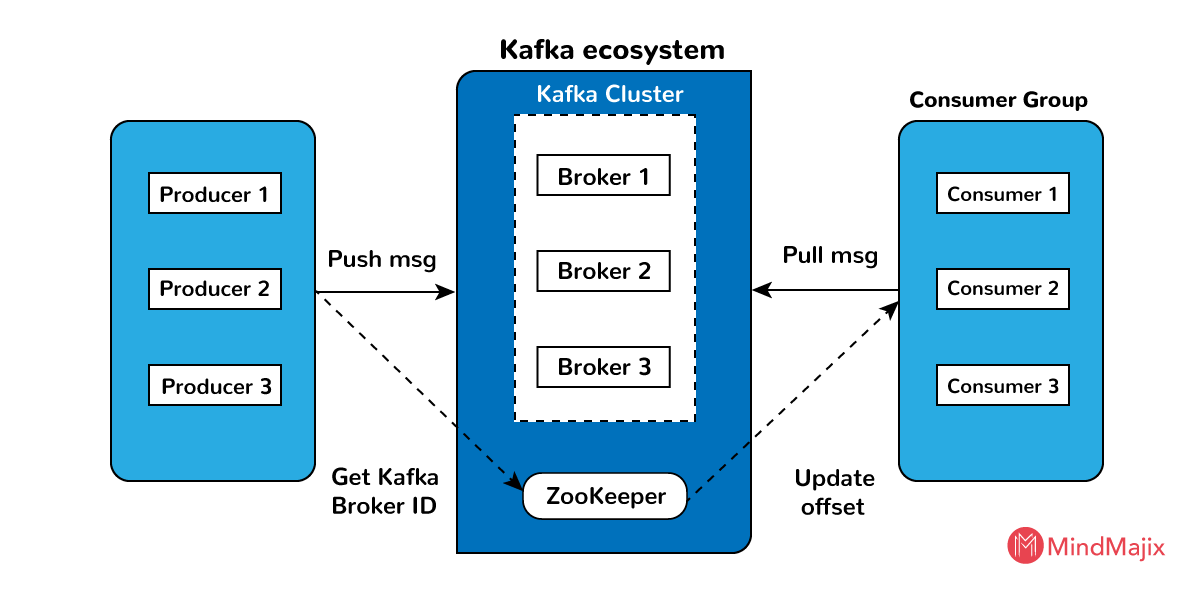 Kafka ecosystem
Kafka Cluster
Consumer Group
Producer 1
Producer 2
Producer 3
Push msg
Get Kafka
Broker ID
Broker 1
Broker 2
Broker 3
ZooKeeper
Pull msg
Update
offset
Consumer 1
Consumer 2
Consumer 3
MindMajix